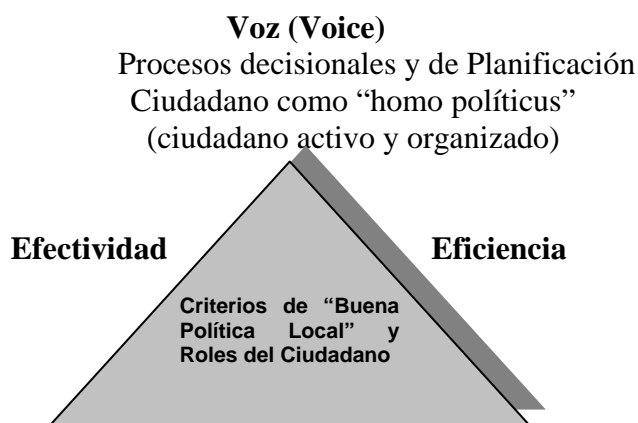 Voz (Voice)
Procesos decisionales y de Planificación
Ciudadano como “homo políticus”
(ciudadano activo y organizado)
Efectividad
Eficiencia
Criterios de “Buena
Política Local” y
Roles del Ciudadano